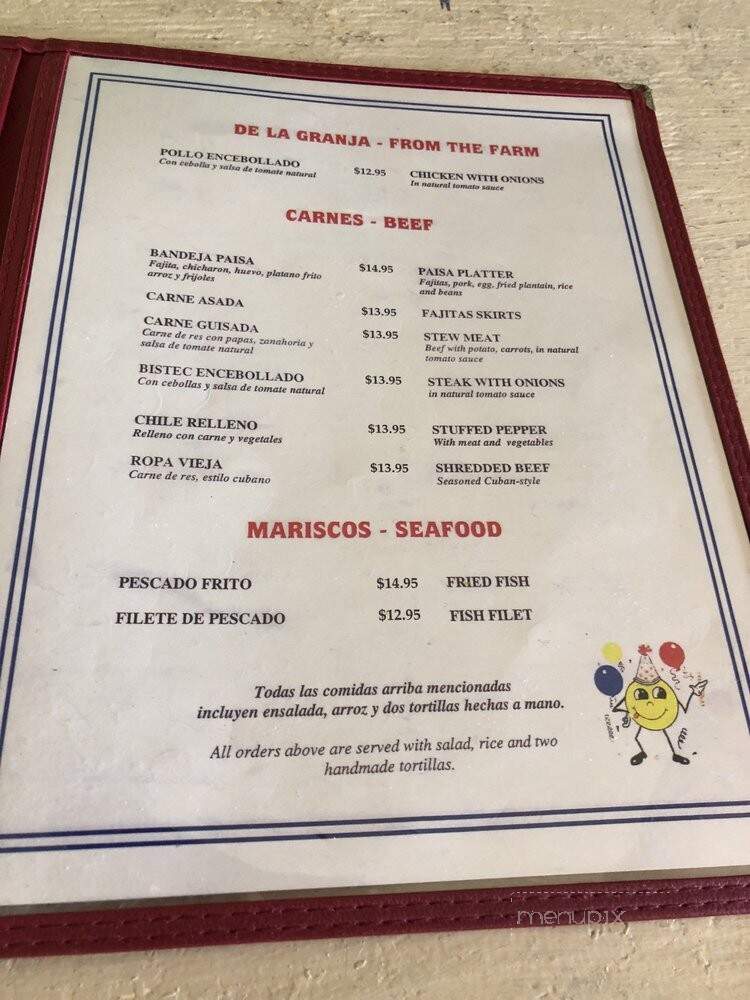 DE LA GRANJA - FROM THE FARM
POLLO ENCEBOLLADO
Con cebolla y salsa de tomate natural
$12.95
CHICKEN WITH ONIONS
In natural tomato sauce
CARNES - BEEF
BANDEJA PAISA
Fajita, chicharon, huevo, platano frito
arroz y frijoles
$14.95
PAISA PLATTER
Fajitas, pork, egg, fried plantain, rice
and beans
CARNE ASADA
$13.95
FAJITAS SKIRTS
CARNE GUISADA
Carne de res con papas, zanahoria y
salsa de tomate natural
$13.95
STEW MEAT
Beef with potato, carrots, in natural
tomato sauce
BISTEC ENCEBOLLADO
Con cebollas y salsa de tomate natural
$13.95
STEAK WITH ONIONS
in natural tomato sauce
CHILE RELLENO
Relleno con carne y vegetales
$13.95
STUFFED PEPPER
With meat and vegetables
ROPA VIEJA
Carne de res, estilo cubano
$13.95
SHREDDED BEEF
Seasoned Cuban-style
MARISCOS - SEAFOOD
PESCADO FRITO
$14.95
FRIED FISH
FILETE DE PESCADO
$12.95
FISH FILET
Todas las comidas arriba mencionadas
incluyen ensalada, arroz y dos tortillas hechas a mano.
All orders above are served with salad, rice and two
handmade tortillas.
menupix